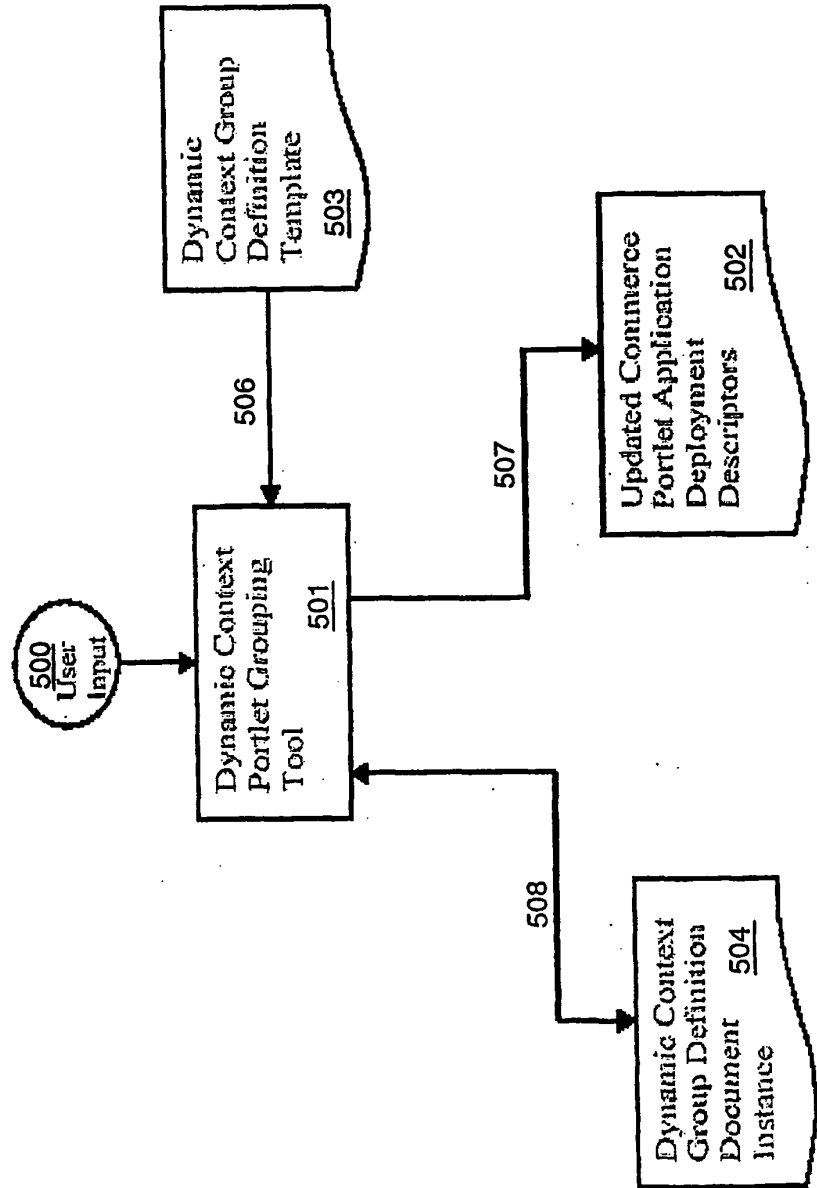 500
User
Input
Dynamic Context
Portlet Grouping
Tool
501
Dynamic
Context Group
Definition
Template
503
506
507
508
Dynamic Context
Group Definition
Document
504
Instance
Updated Commerce
Portlet Application
Deployment
502
Descriptors